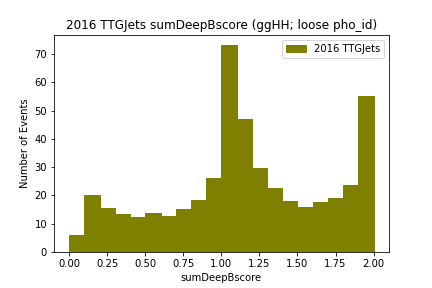 2016 TTGJets sumDeepBscore (ggHH; loose pho_id)
2016 TTGJets
Number of Events
70
60
50
40
30
20
10
0
0.00 0.25 0.50 0.75 1.00 1.25 1.50 1.75 2.00
sumDeepBscore